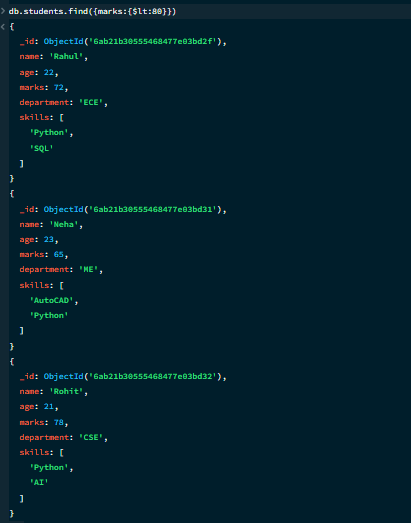 > db.students.find({marks:{$lt:80}})
< {
_id: ObjectId('6ab21b30555468477e03bd2f'),
name: 'Rahul',
age: 22,
marks: 72,
department: 'ECE',
skills: [
'Python',
'SQL'
]
}
{
_id: ObjectId('6ab21b30555468477e03bd31'),
name: 'Neha',
age: 23,
marks: 65,
department: 'ME',
skills: [
'AutoCAD',
'Python'
]
}
{
_id: ObjectId('6ab21b30555468477e03bd32'),
name: 'Rohit',
age: 21,
marks: 78,
department: 'CSE',
skills: [
'Python',
'AI'
]
}